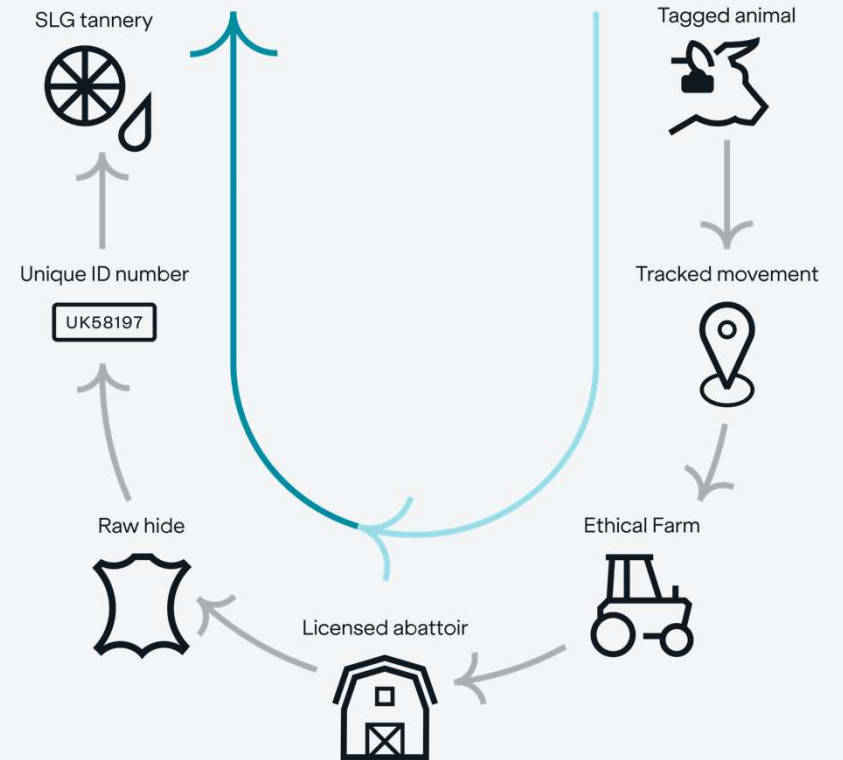 SLG tannery
Tagged animal
Unique ID number
UK58197
Tracked movement
Raw hide
Ethical Farm
Licensed abattoir